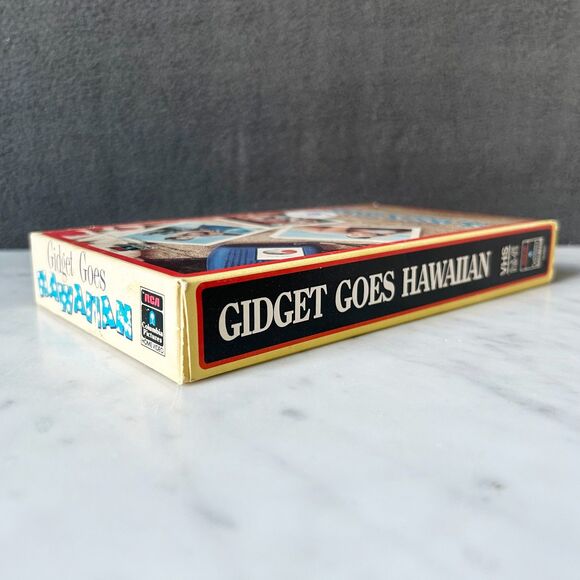 Gidget Goes
HAWAIIAN
RCA
Columbia
Pictures
HOME VIDEO
GIDGET GOES HAWAIIAN
VHS